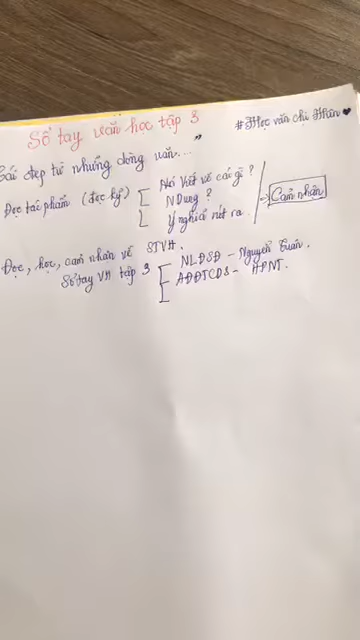 Sổ tay văn học tập 3
#Học văn chị Nhân
Cái đẹp từ những dòng văn..."
Nó viết về cái gì?
Đọc tác phẩm (đọc kỹ) NDung?
Ý nghĩa rút ra
→ Cảm nhận
Đọc, học, cảm nhận về STVH.
Sổ tay VH tập 3 NLĐSĐ - Nguyễn Tuân.
AĐĐTCDS - HPNT.